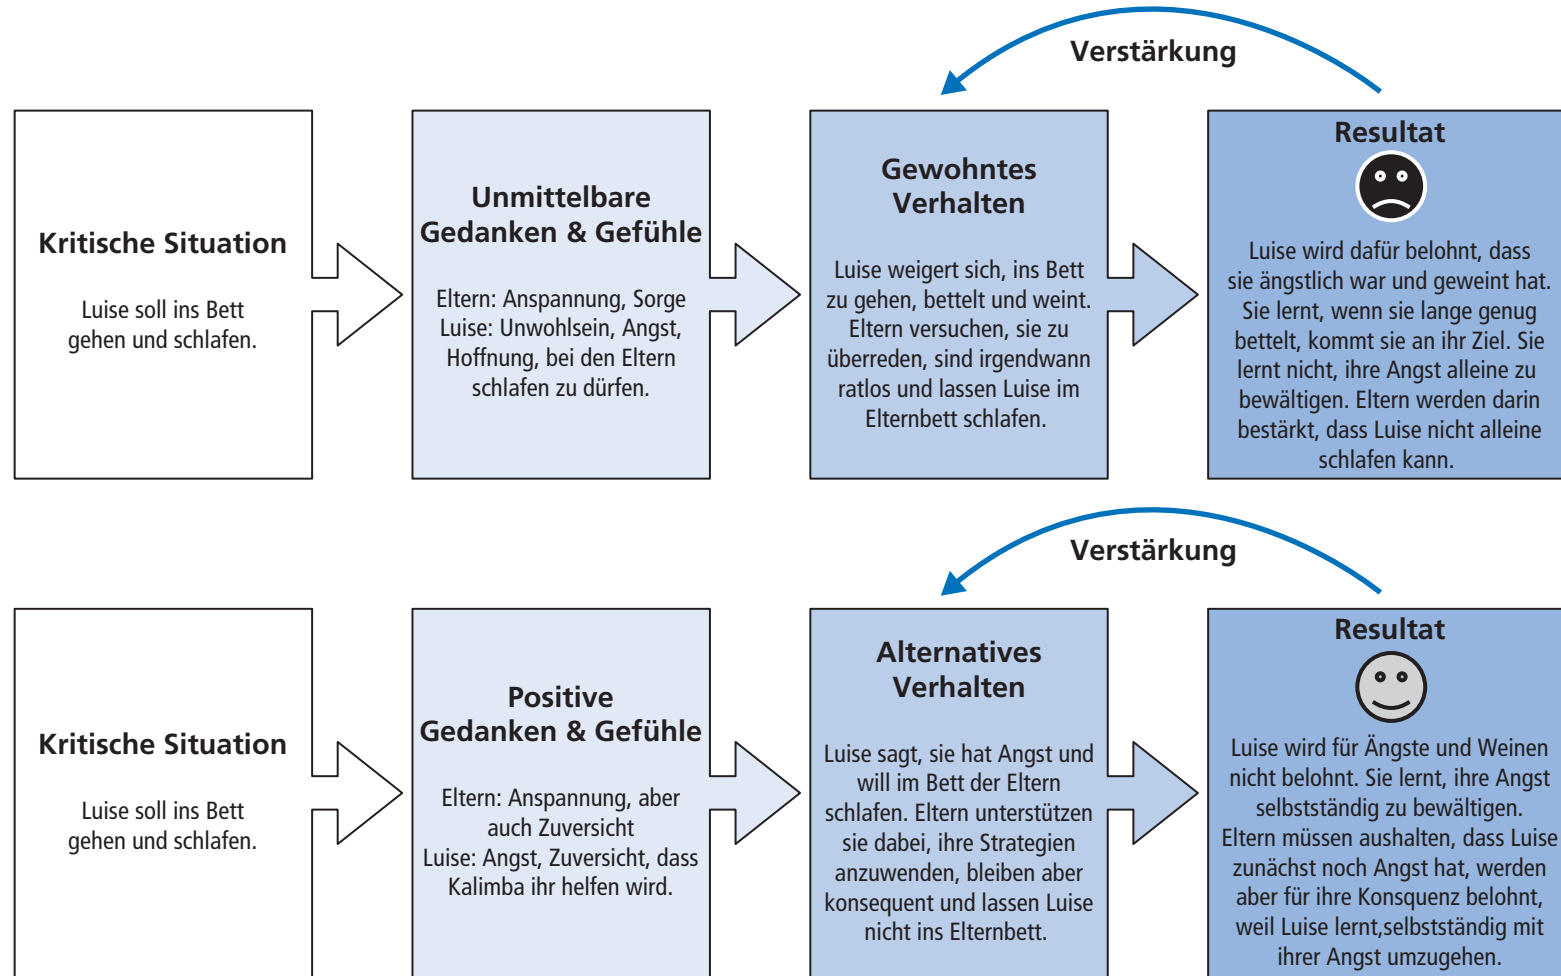 Verstärkung
Kritische Situation
Luise soll ins Bett
gehen und schlafen.
Unmittelbare
Gedanken & Gefühle
Eltern: Anspannung, Sorge
Luise: Unwohlsein, Angst,
Hoffnung, bei den Eltern
schlafen zu dürfen.
Gewohntes
Verhalten
Luise weigert sich, ins Bett
zu gehen, bettelt und weint.
Eltern versuchen, sie zu
überreden, sind irgendwann
ratlos und lassen Luise im
Elternbett schlafen.
Resultat
Luise wird dafür belohnt, dass
sie ängstlich war und geweint hat.
Sie lernt, wenn sie lange genug
bettelt, kommt sie an ihr Ziel. Sie
lernt nicht, ihre Angst alleine zu
bewältigen. Eltern werden darin
bestärkt, dass Luise nicht alleine
schlafen kann.
Verstärkung
Kritische Situation
Luise soll ins Bett
gehen und schlafen.
Positive
Gedanken & Gefühle
Eltern: Anspannung, aber
auch Zuversicht
Luise: Angst, Zuversicht, dass
Kalimba ihr helfen wird.
Alternatives
Verhalten
Luise sagt, sie hat Angst und
will im Bett der Eltern
schlafen. Eltern unterstützen
sie dabei, ihre Strategien
anzuwenden, bleiben aber
konsequent und lassen Luise
nicht ins Elternbett.
Resultat
Luise wird für Ängste und Weinen
nicht belohnt. Sie lernt, ihre Angst
selbstständig zu bewältigen.
Eltern müssen aushalten, dass Luise
zunächst noch Angst hat, werden
aber für ihre Konsquenz belohnt,
weil Luise lernt,selbstständig mit
ihrer Angst umzugehen.